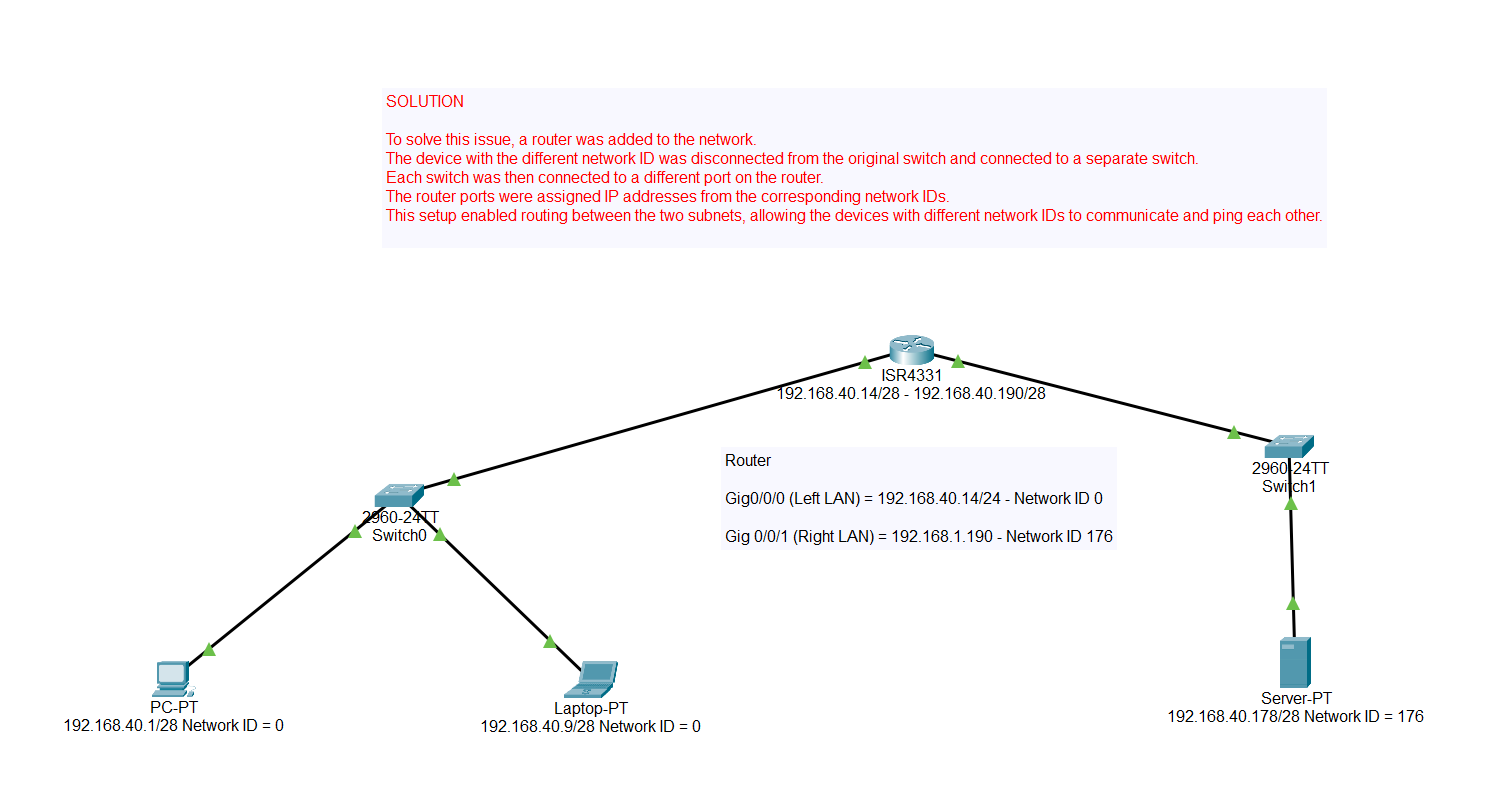 SOLUTION
To solve this issue, a router was added to the network.
The device with the different network ID was disconnected from the original switch and connected to a separate switch.
Each switch was then connected to a different port on the router.
The router ports were assigned IP addresses from the corresponding network IDs.
This setup enabled routing between the two subnets, allowing the devices with different network IDs to communicate and ping each other.
ISR4331
192.168.40.14/28 - 192.168.40.190/28
Router
Gig0/0/0 (Left LAN) = 192.168.40.14/24 - Network ID 0
Gig 0/0/1 (Right LAN) = 192.168.1.190 - Network ID 176
2960-24TT
Switch0
2960-24TT
Switch1
PC-PT
192.168.40.1/28 Network ID = 0
Laptop-PT
192.168.40.9/28 Network ID = 0
Server-PT
192.168.40.178/28 Network ID = 176